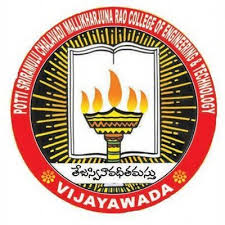 POTTI SRIRAMULU CHALAVADI MALLIKHARJUNA RAO COLLEGE OF ENGINEERING & TECHNOLOGY
తేజస్వినావధీతమస్తు
VIJAYAWADA